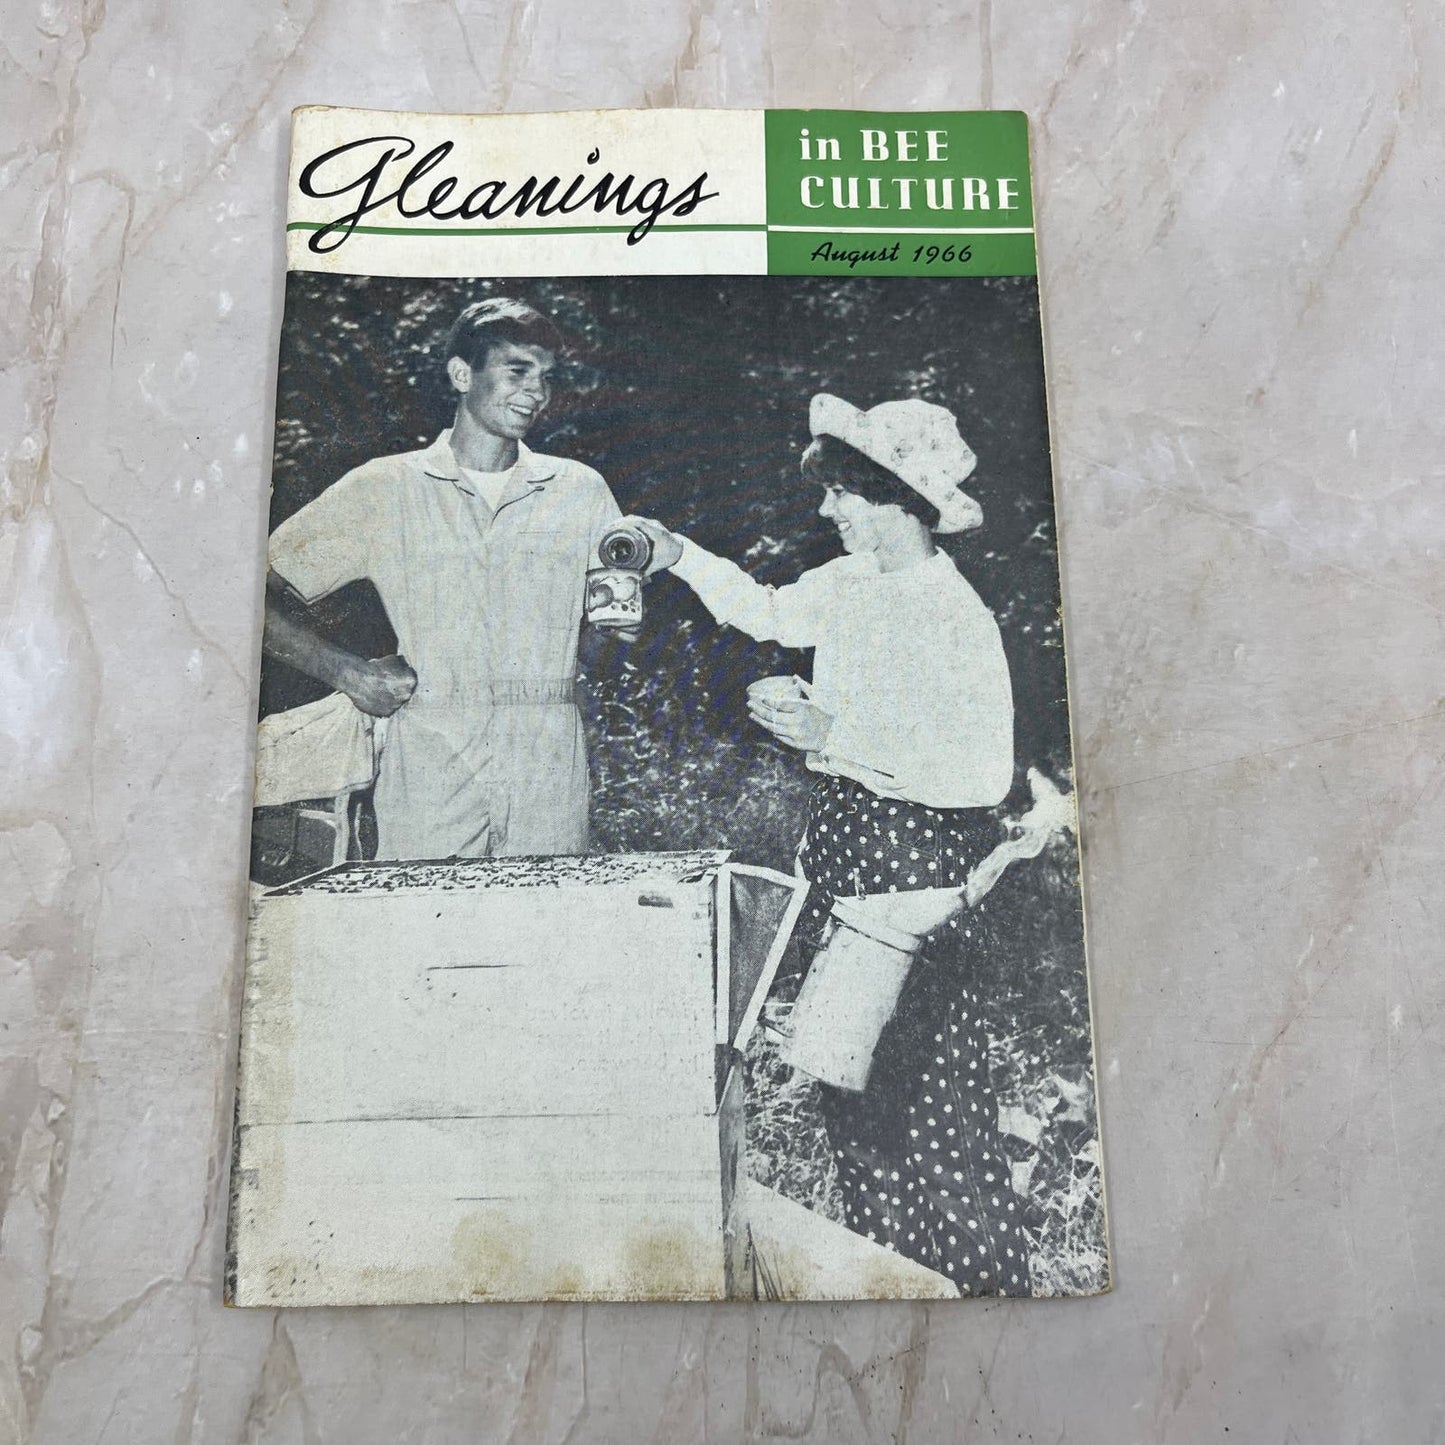 Gleanings
in BEE
CULTURE
August 1966